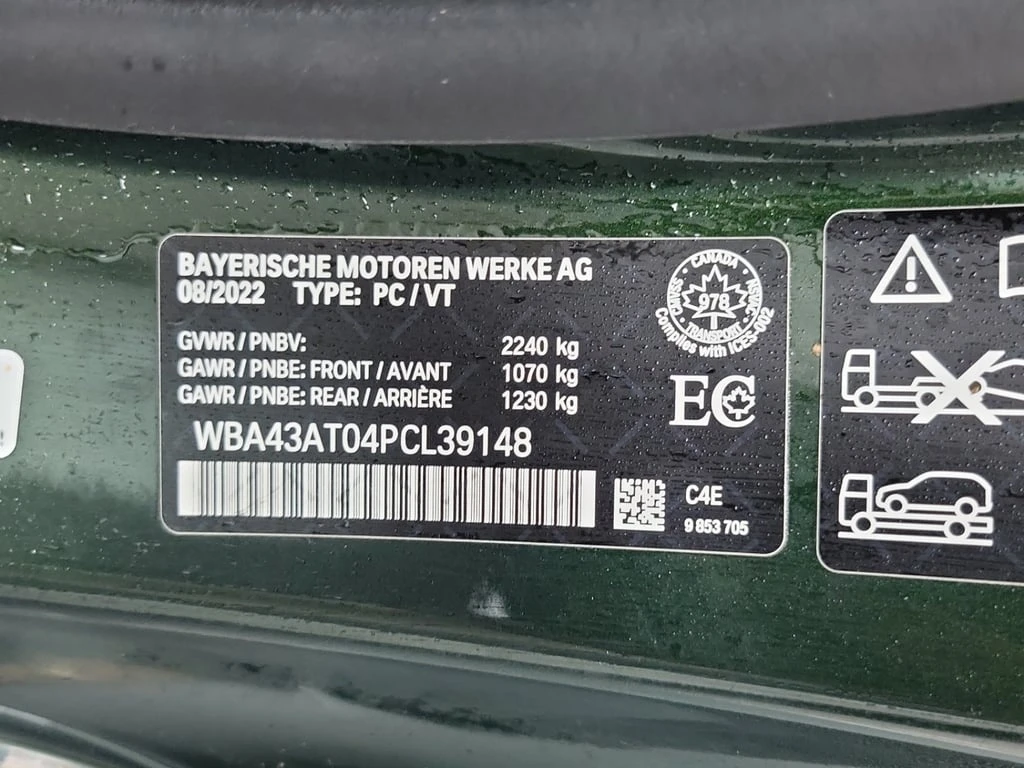 BAYERISCHE MOTOREN WERKE AG
08/2022 TYPE: PC / VT
GVWR / PNBV: 2240 kg
GAWR / PNBE: FRONT / AVANT 1070 kg
GAWR / PNBE: REAR / ARRIÈRE 1230 kg
WBA43AT04PCL39148
CANADA
978
TRANSPORT
CMVSS
NSVAC
Complies with ICES-002
EC
C4E
9 853 705